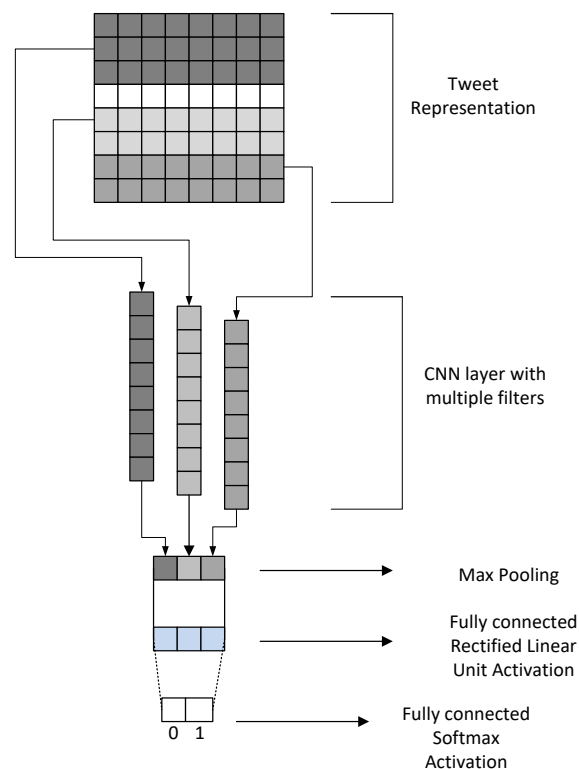 Tweet
Representation
CNN layer with
multiple filters
Max Pooling
Fully connected
Rectified Linear
Unit Activation
0 1
Fully connected
Softmax
Activation